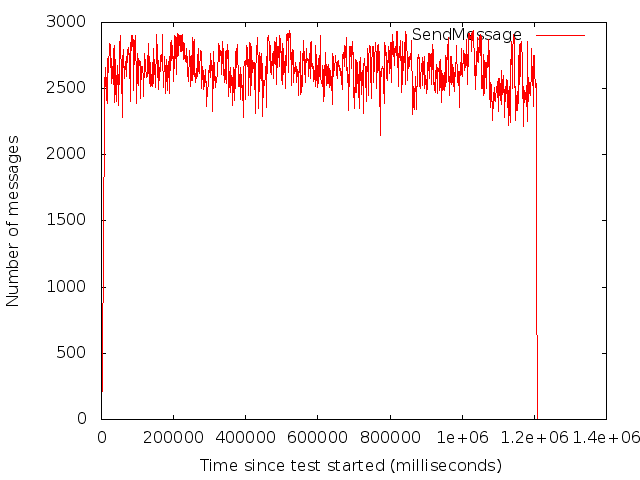 3000
SendMessage
2500
2000
1500
1000
500
0
Number of messages
0 200000 400000 600000 800000 1e+06 1.2e+06 1.4e+06
Time since test started (milliseconds)